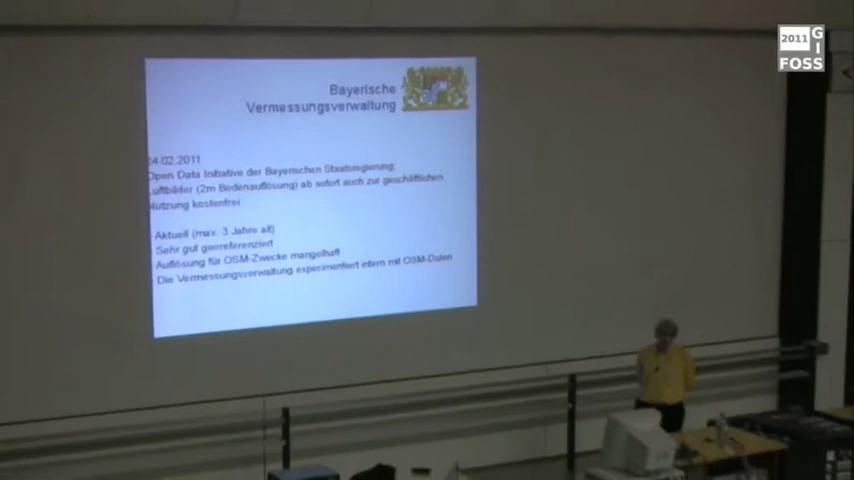 2011
GI
FOSS
Bayerische
Vermessungsverwaltung
24.02.2011
Open Data Initiative der Bayerischen Staatsregierung:
Luftbilder (2m Bodenauflösung) ab sofort auch zur geschäftlichen
Nutzung kostenfrei
Aktuell (max. 3 Jahre alt)
Sehr gut georeferenziert
Auflösung für OSM-Zwecke mangelhaft
Die Vermessungsverwaltung experimentiert intern mit OSM-Daten